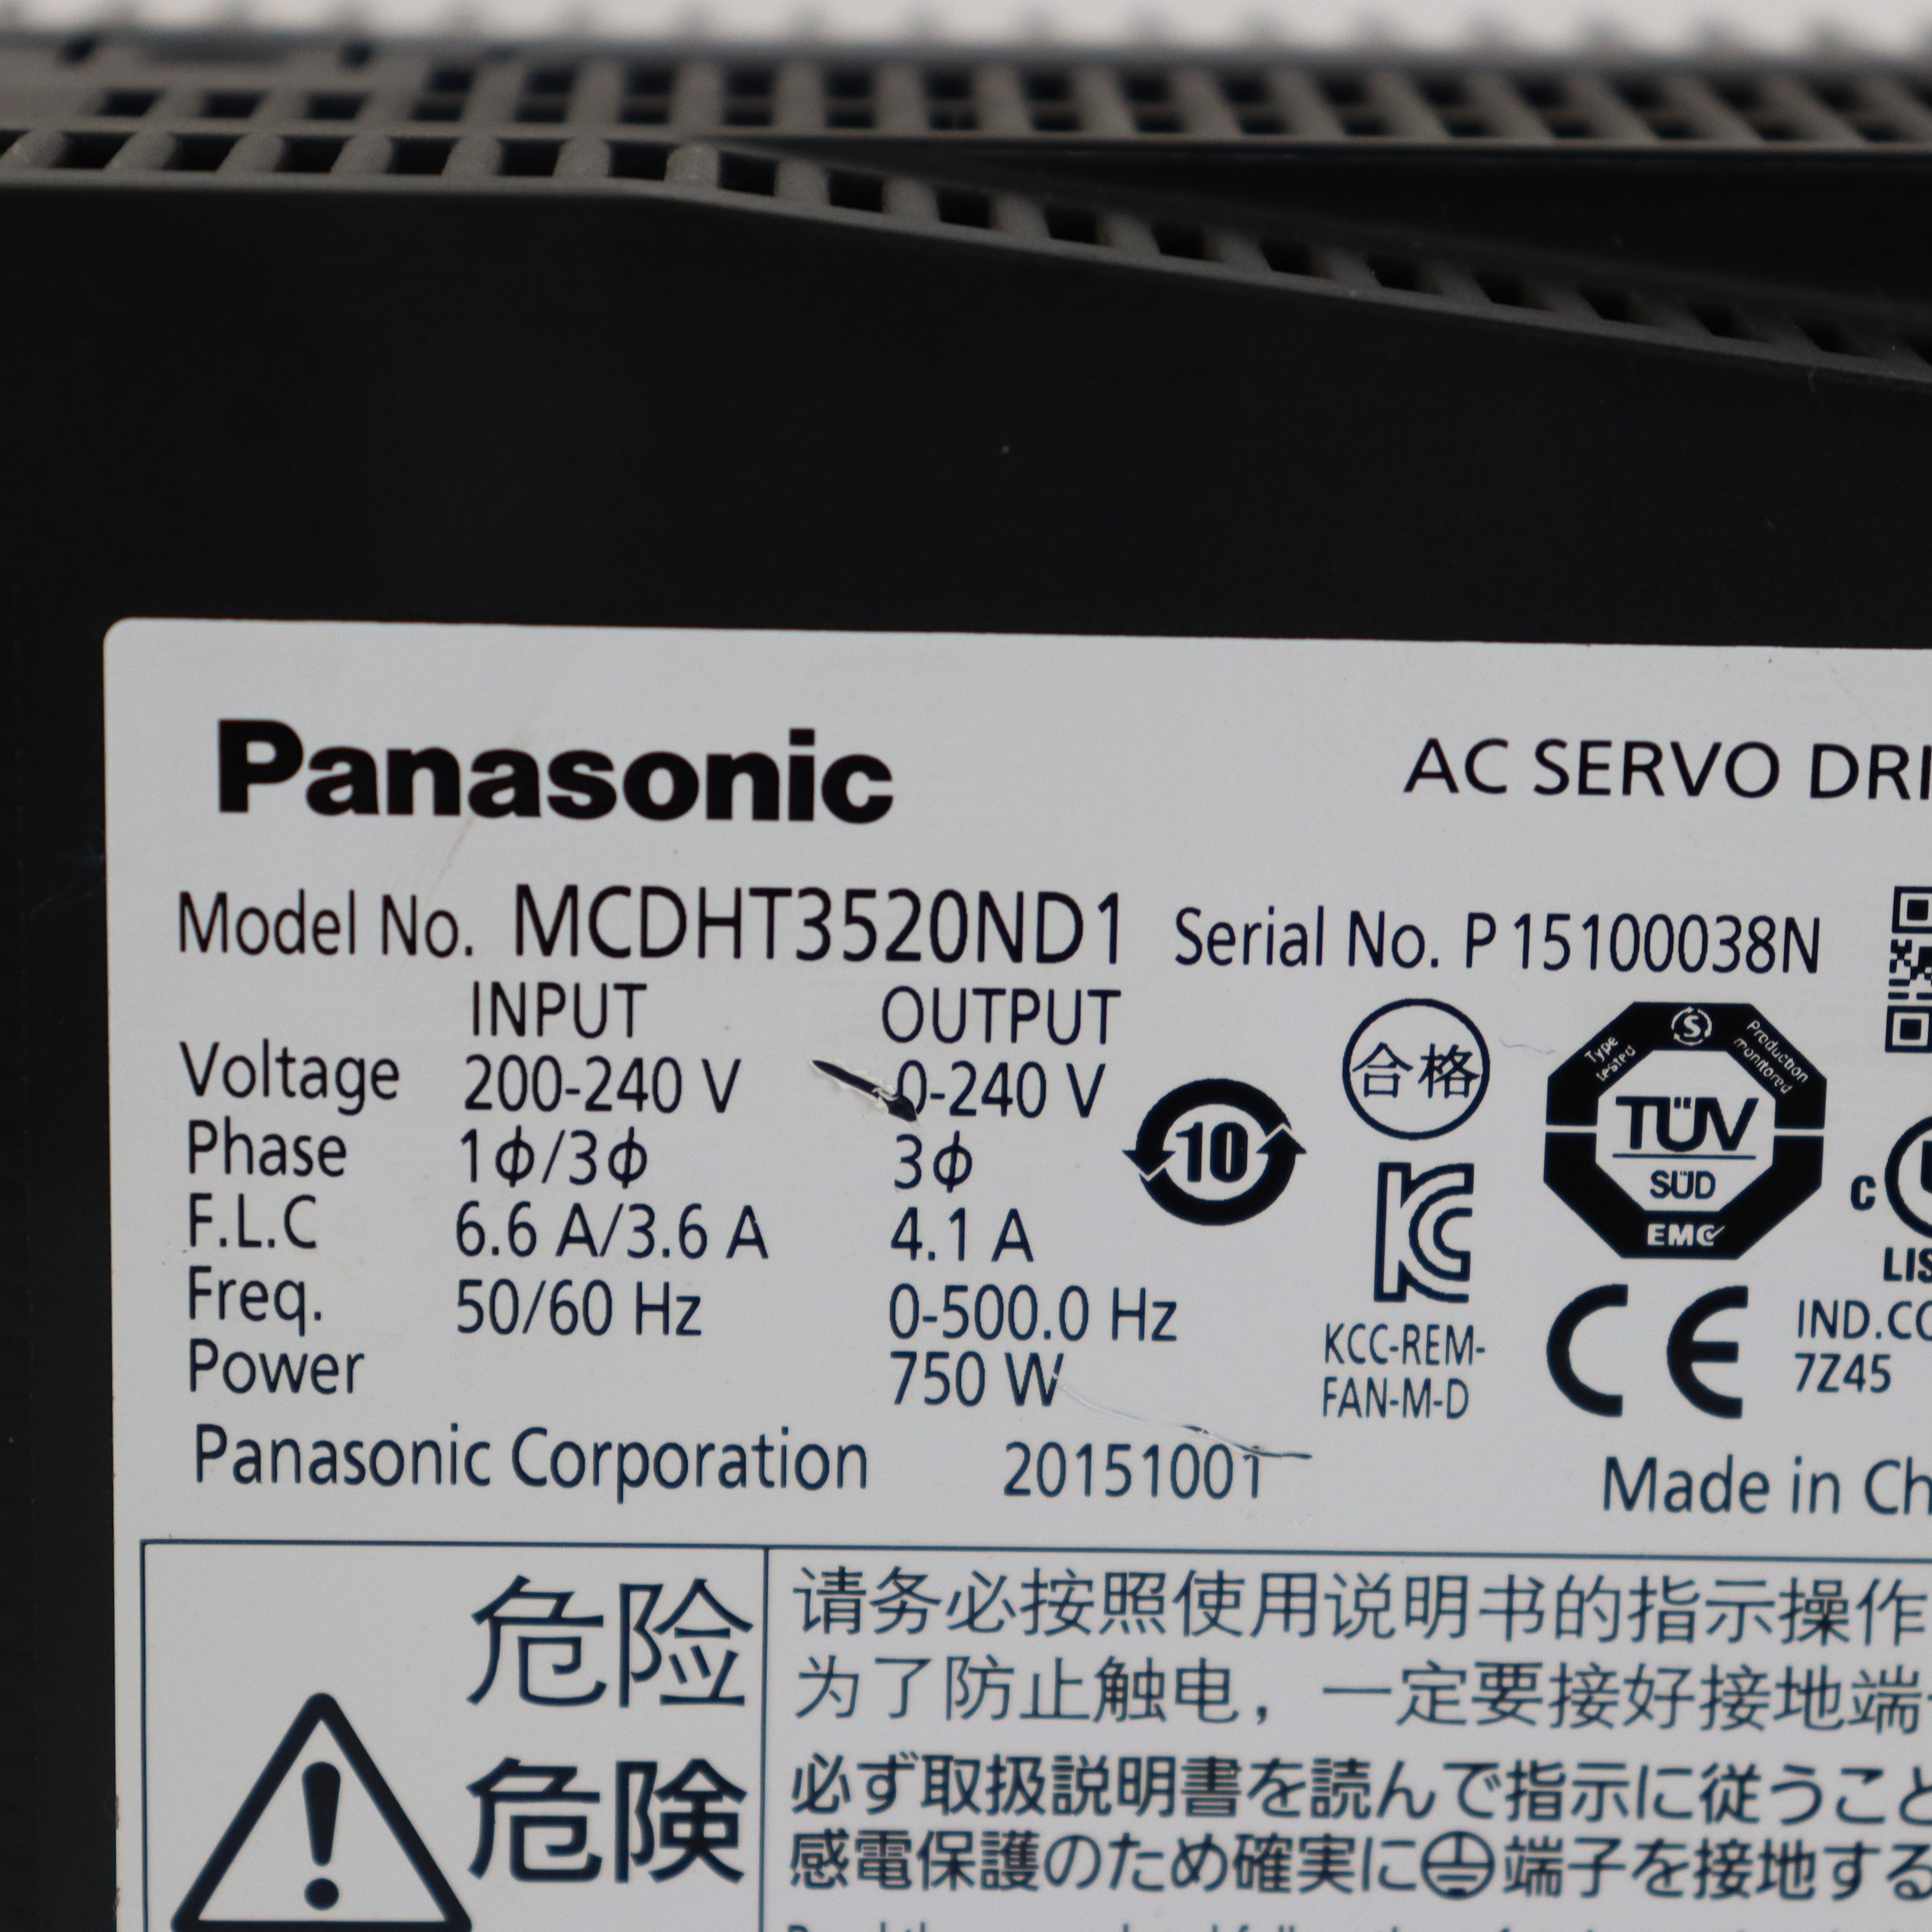 Panasonic
AC SERVO DRI
Model No. MCDHT3520ND1 Serial No. P15100038N
INPUT OUTPUT
Voltage 200-240 V 0-240 V
Phase 1Φ/3Φ 3Φ
F.L.C 6.6 A/3.6 A 4.1 A
Freq. 50/60 Hz 0-500.0 Hz
Power 750 W
10
合格
KCC-REM-
FAN-M-D
Type tested
Production monitored
TÜV
SÜD
EMC
CE
C
LIS
IND.CO
7Z45
Panasonic Corporation 20151001 Made in Ch
危险
危険
请务必按照使用说明书的指示操作
为了防止触电，一定要接好接地端
必ず取扱説明書を読んで指示に従うこと
感電保護のため確実に⏚端子を接地する